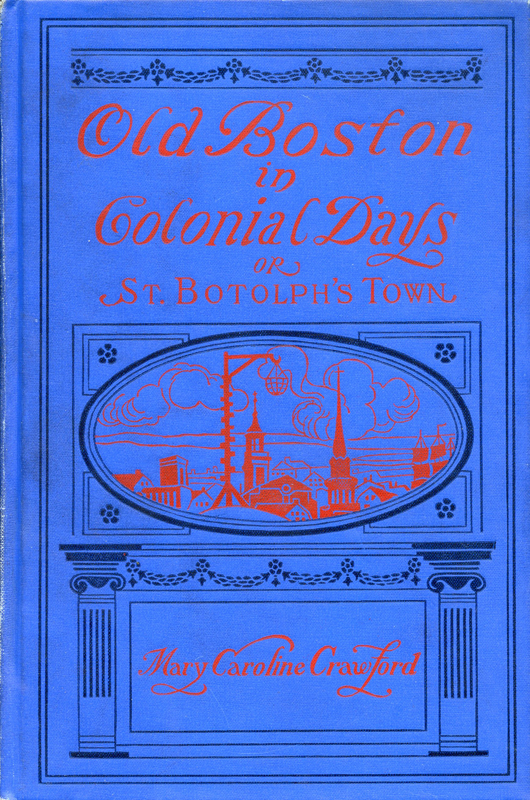 Old Boston
in
Colonial Days
OR
ST. BOTOLPH'S TOWN
Mary Caroline Crawford